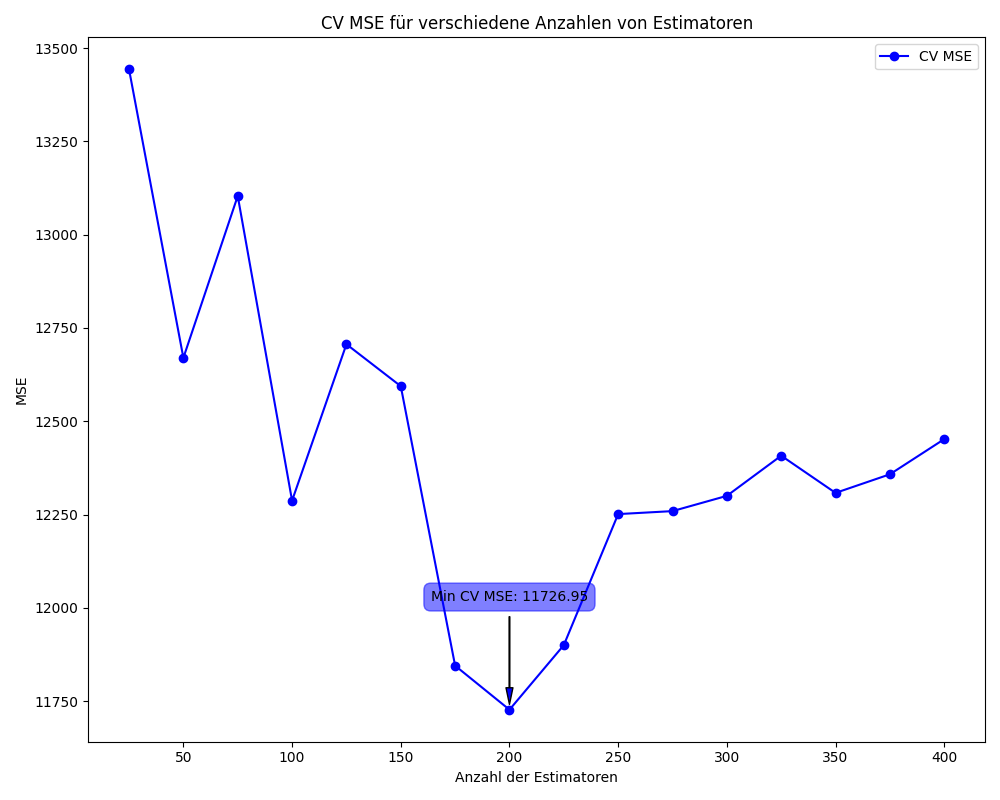 CV MSE für verschiedene Anzahlen von Estimatoren
CV MSE
13500
13250
13000
12750
12500
12250
12000
11750
MSE
Min CV MSE: 11726.95
50 100 150 200 250 300 350 400
Anzahl der Estimatoren